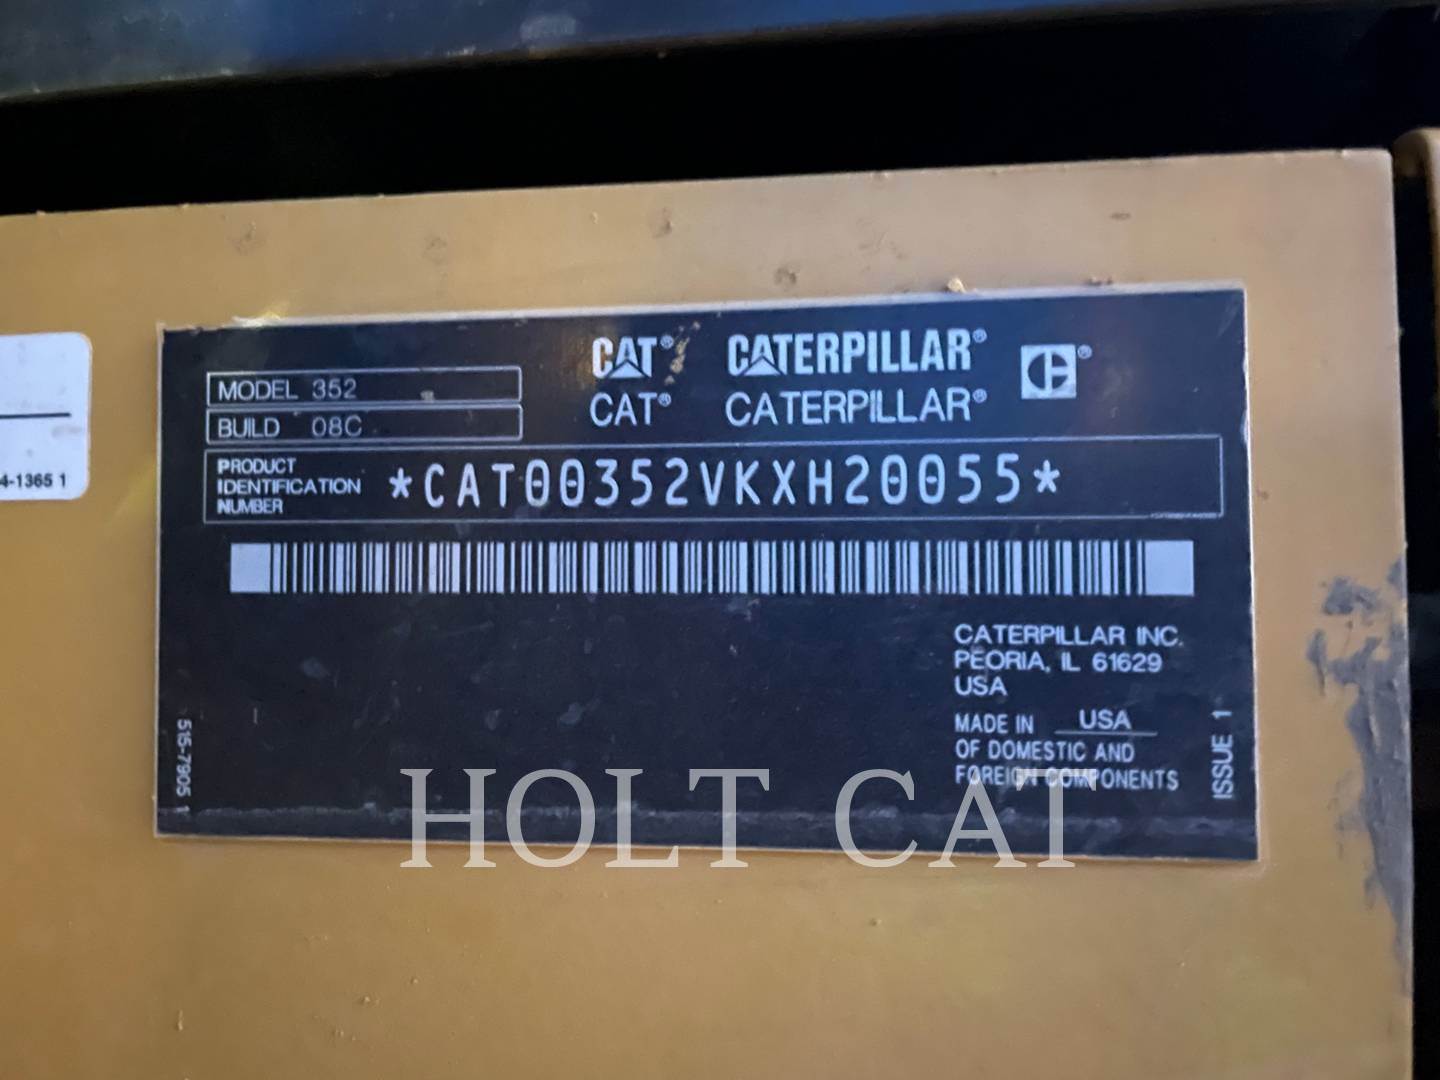 CAT® CATERPILLAR®
CAT® CATERPILLAR®
MODEL 352
BUILD 08C
PRODUCT IDENTIFICATION NUMBER
*CAT00352VKXH20055*
CATERPILLAR INC.
PEORIA, IL 61629
USA
MADE IN USA
OF DOMESTIC AND
FOREIGN COMPONENTS
ISSUE 1
515-7905 1
4-1365 1
HOLT CAT